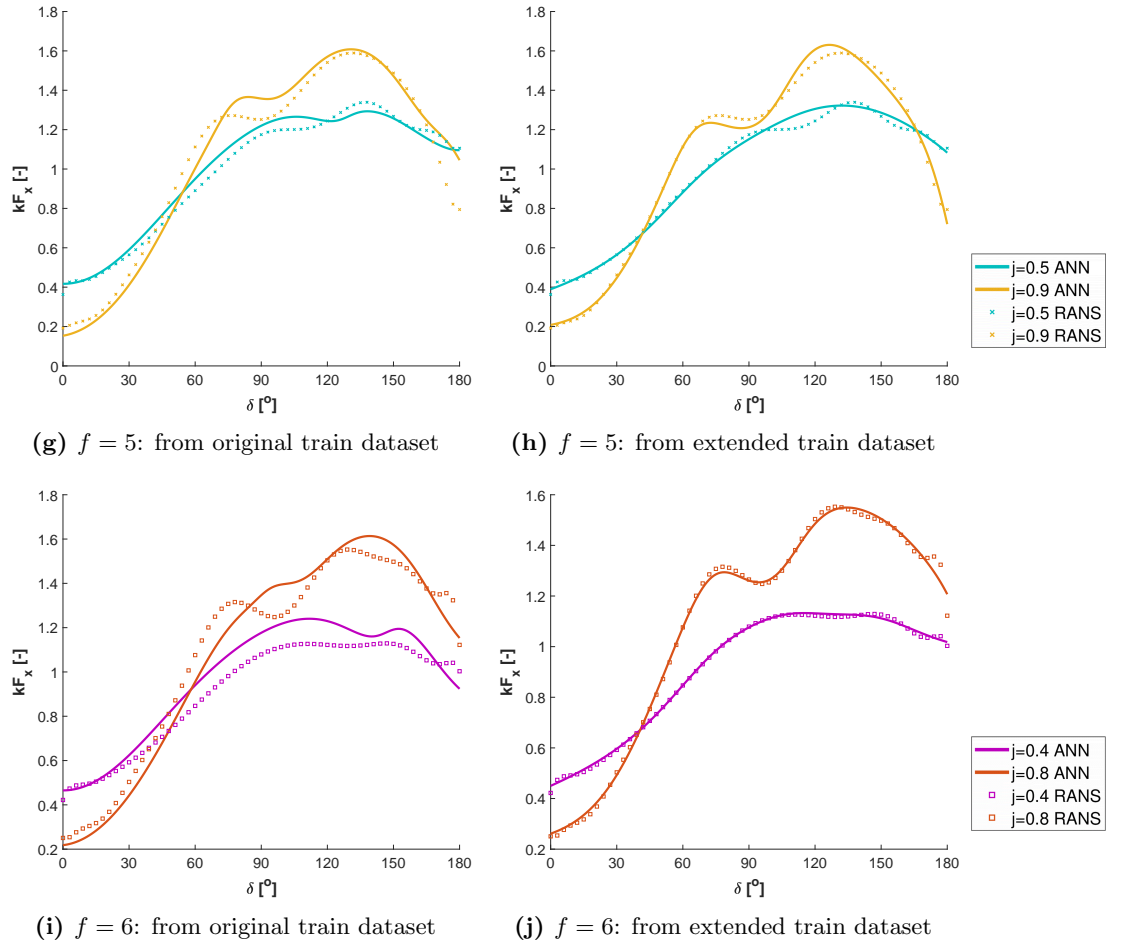 1.8
1.6
1.4
1.2
1
0.8
0.6
0.4
0.2
0
kF_x [-]
0 30 60 90 120 150 180
δ [°]
(g) f = 5: from original train dataset
1.8
1.6
1.4
1.2
1
0.8
0.6
0.4
0.2
0
kF_x [-]
0 30 60 90 120 150 180
δ [°]
(h) f = 5: from extended train dataset
j=0.5 ANN
j=0.9 ANN
j=0.5 RANS
j=0.9 RANS
1.8
1.6
1.4
1.2
1
0.8
0.6
0.4
0.2
kF_x [-]
0 30 60 90 120 150 180
δ [°]
(i) f = 6: from original train dataset
1.6
1.4
1.2
1
0.8
0.6
0.4
0.2
kF_x [-]
0 30 60 90 120 150 180
δ [°]
(j) f = 6: from extended train dataset
j=0.4 ANN
j=0.8 ANN
j=0.4 RANS
j=0.8 RANS